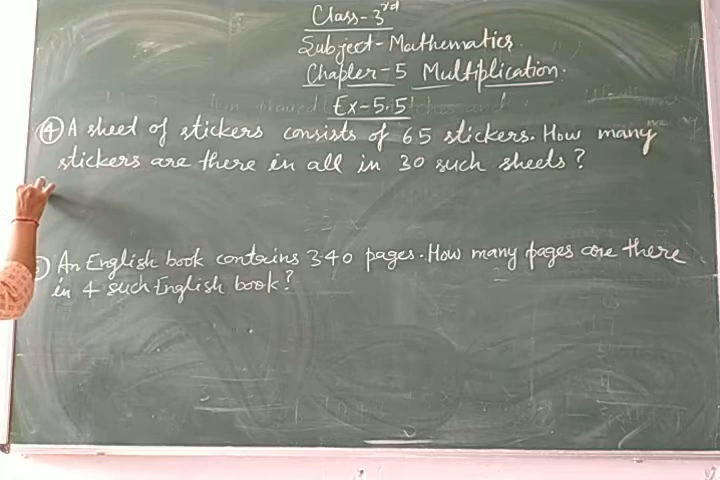 Class-3rd
Subject-Mathematics
Chapter-5 Multiplication.
Ex-5.5
④ A sheet of stickers consists of 65 stickers. How many
stickers are there in all in 30 such sheets?
An English book contains 340 pages. How many pages are there
in 4 such English book?